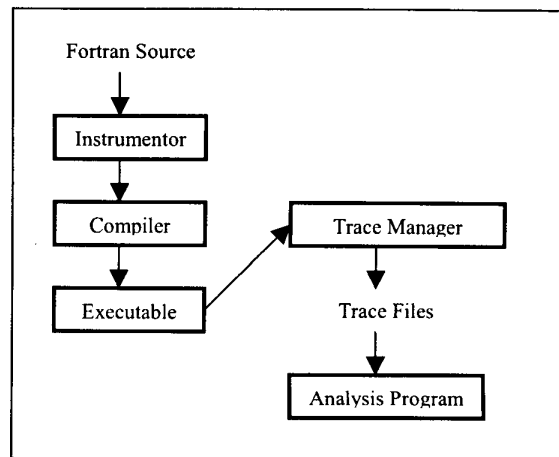 Fortran Source
Instrumentor
Compiler
Executable
Trace Manager
Trace Files
Analysis Program